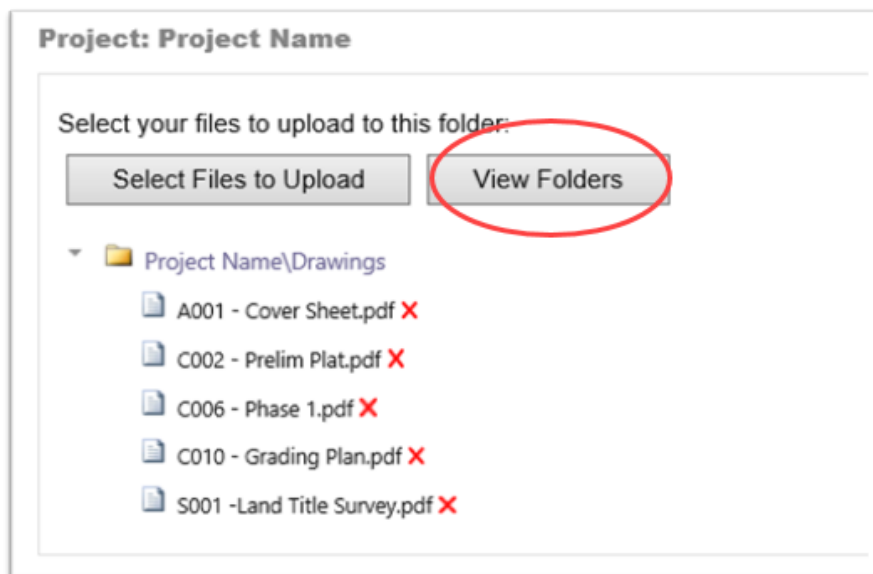 Project: Project Name
Select your files to upload to this folder:
Select Files to Upload
View Folders
Project Name\Drawings
A001 - Cover Sheet.pdf
C002 - Prelim Plat.pdf
C006 - Phase 1.pdf
C010 - Grading Plan.pdf
S001 -Land Title Survey.pdf